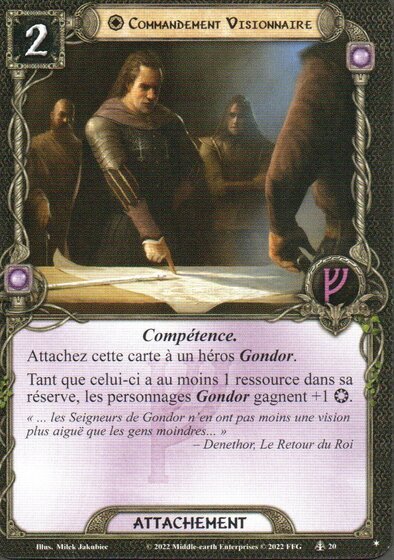 2
COMMANDEMENT VISIONNAIRE
Compétence.
Attachez cette carte à un héros Gondor.
Tant que celui-ci a au moins 1 ressource dans sa
réserve, les personnages Gondor gagnent +1 .
« ... les Seigneurs de Gondor n'en ont pas moins une vision
plus aiguë que les gens moindres... »
– Denethor, Le Retour du Roi
ATTACHEMENT
Illus. Milek Jakubiec © 2022 Middle-earth Enterprises © 2022 FFG 20